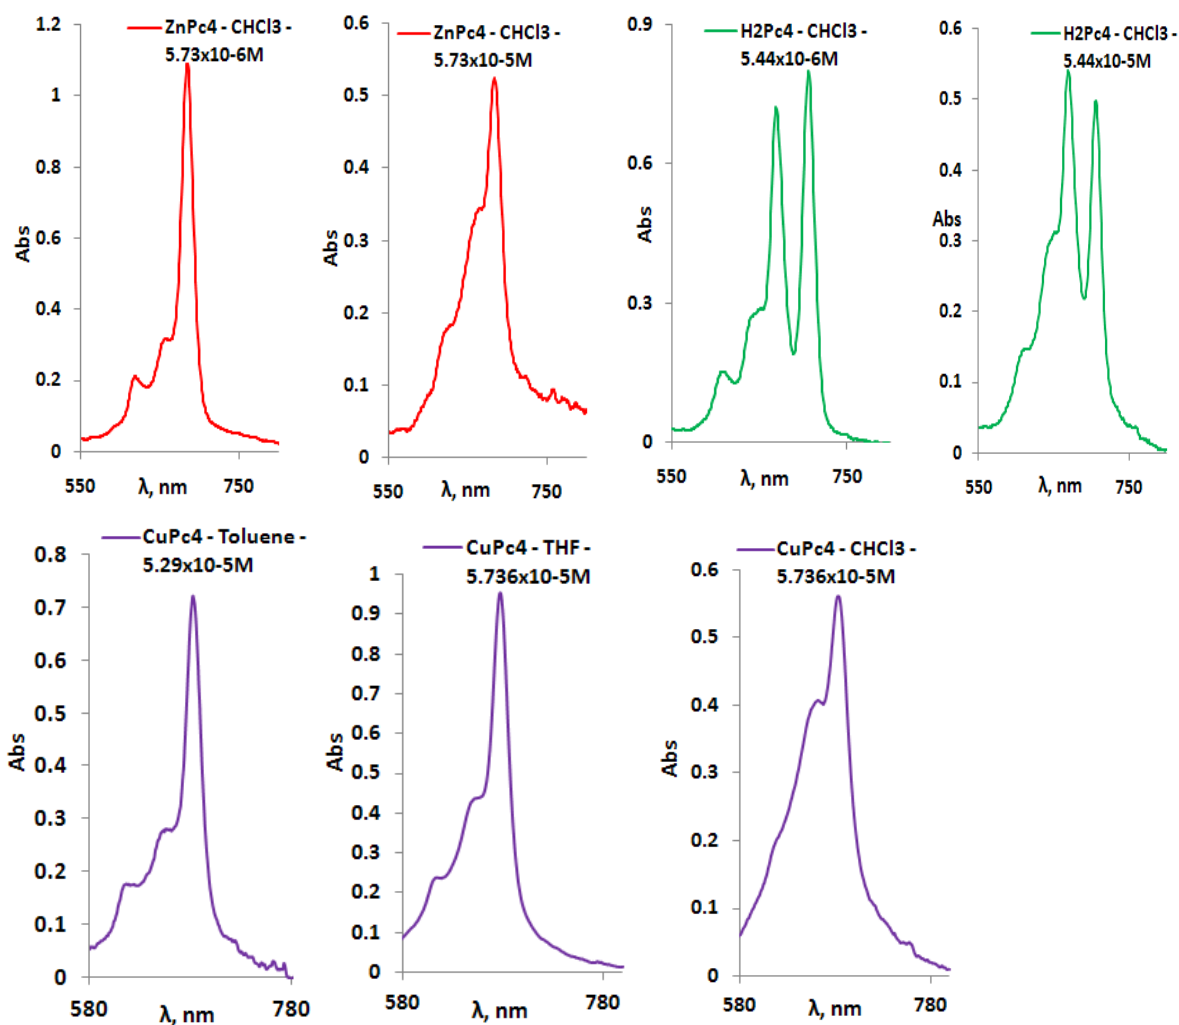 ZnPc4 - CHCl3 -
5.73x10-6M
1.2
1
0.8
0.6
0.4
0.2
0
Abs
550
750
λ, nm
ZnPc4 - CHCl3 -
5.73x10-5M
0.6
0.5
0.4
0.3
0.2
0.1
0
Abs
550
750
λ, nm
H2Pc4 - CHCl3 -
5.44x10-6M
0.9
0.6
0.3
0
Abs
550
750
λ, nm
H2Pc4 - CHCl3 -
5.44x10-5M
0.6
0.5
0.4
0.3
0.2
0.1
0
Abs
550
750
λ, nm
CuPc4 - Toluene -
5.29x10-5M
0.8
0.7
0.6
0.5
0.4
0.3
0.2
0.1
0
Abs
580
780
λ, nm
CuPc4 - THF -
5.736x10-5M
1
0.9
0.8
0.7
0.6
0.5
0.4
0.3
0.2
0.1
0
Abs
580
780
λ, nm
CuPc4 - CHCl3 -
5.736x10-5M
0.6
0.5
0.4
0.3
0.2
0.1
0
Abs
580
780
λ, nm